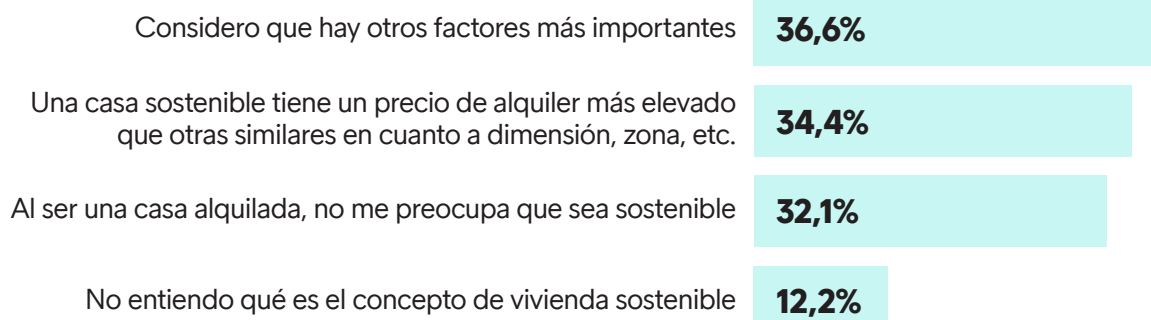 Considero que hay otros factores más importantes 36,6%
Una casa sostenible tiene un precio de alquiler más elevado
que otras similares en cuanto a dimensión, zona, etc. 34,4%
Al ser una casa alquilada, no me preocupa que sea sostenible 32,1%
No entiendo qué es el concepto de vivienda sostenible 12,2%